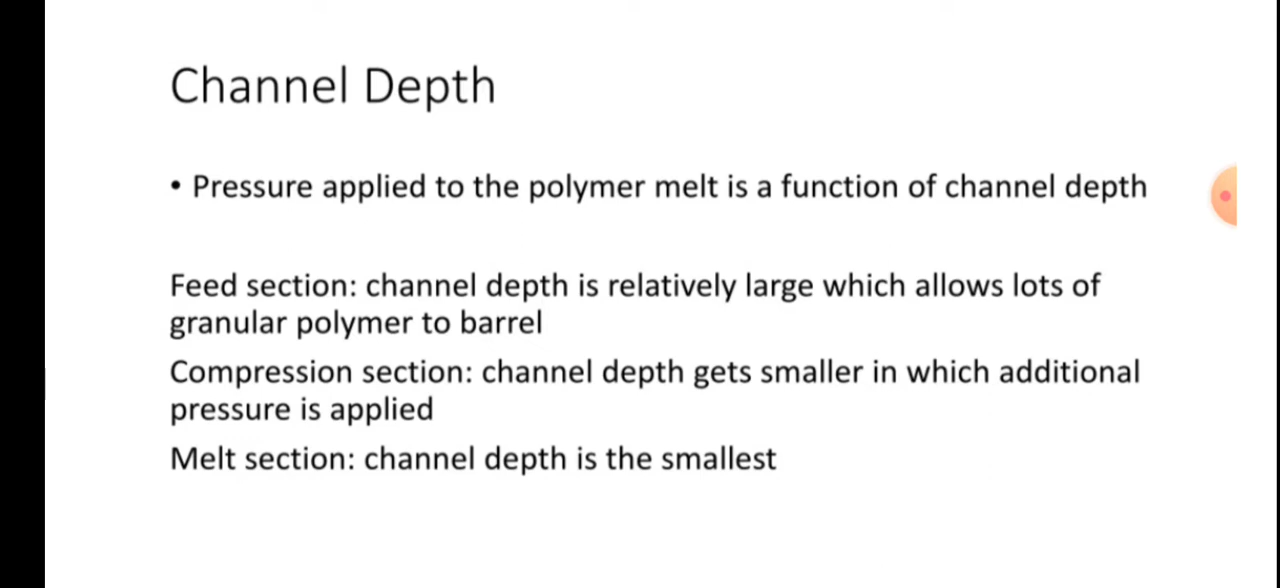 Channel Depth
• Pressure applied to the polymer melt is a function of channel depth
Feed section: channel depth is relatively large which allows lots of
granular polymer to barrel
Compression section: channel depth gets smaller in which additional
pressure is applied
Melt section: channel depth is the smallest